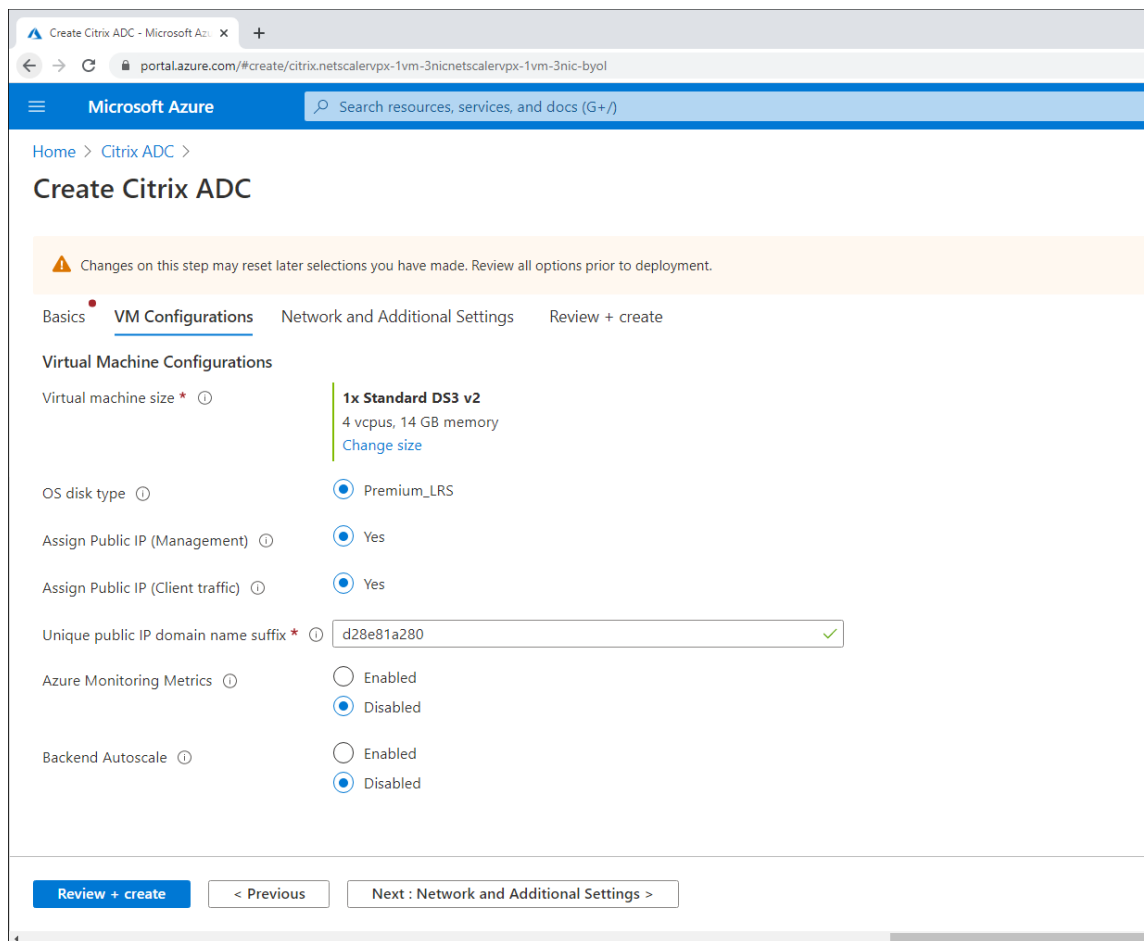 Create Citrix ADC - Microsoft Az
portal.azure.com/#create/citrix.netscalervpx-1vm-3nicnetscalervpx-1vm-3nic-byol
Microsoft Azure
Search resources, services, and docs (G+/)
Home > Citrix ADC >
Create Citrix ADC
Changes on this step may reset later selections you have made. Review all options prior to deployment.
Basics VM Configurations Network and Additional Settings Review + create
Virtual Machine Configurations
Virtual machine size * 1x Standard DS3 v2
4 vcpus, 14 GB memory
Change size
OS disk type Premium_LRS
Assign Public IP (Management) Yes
Assign Public IP (Client traffic) Yes
Unique public IP domain name suffix * d28e81a280
Azure Monitoring Metrics Enabled
Disabled
Backend Autoscale Enabled
Disabled
Review + create < Previous Next : Network and Additional Settings >